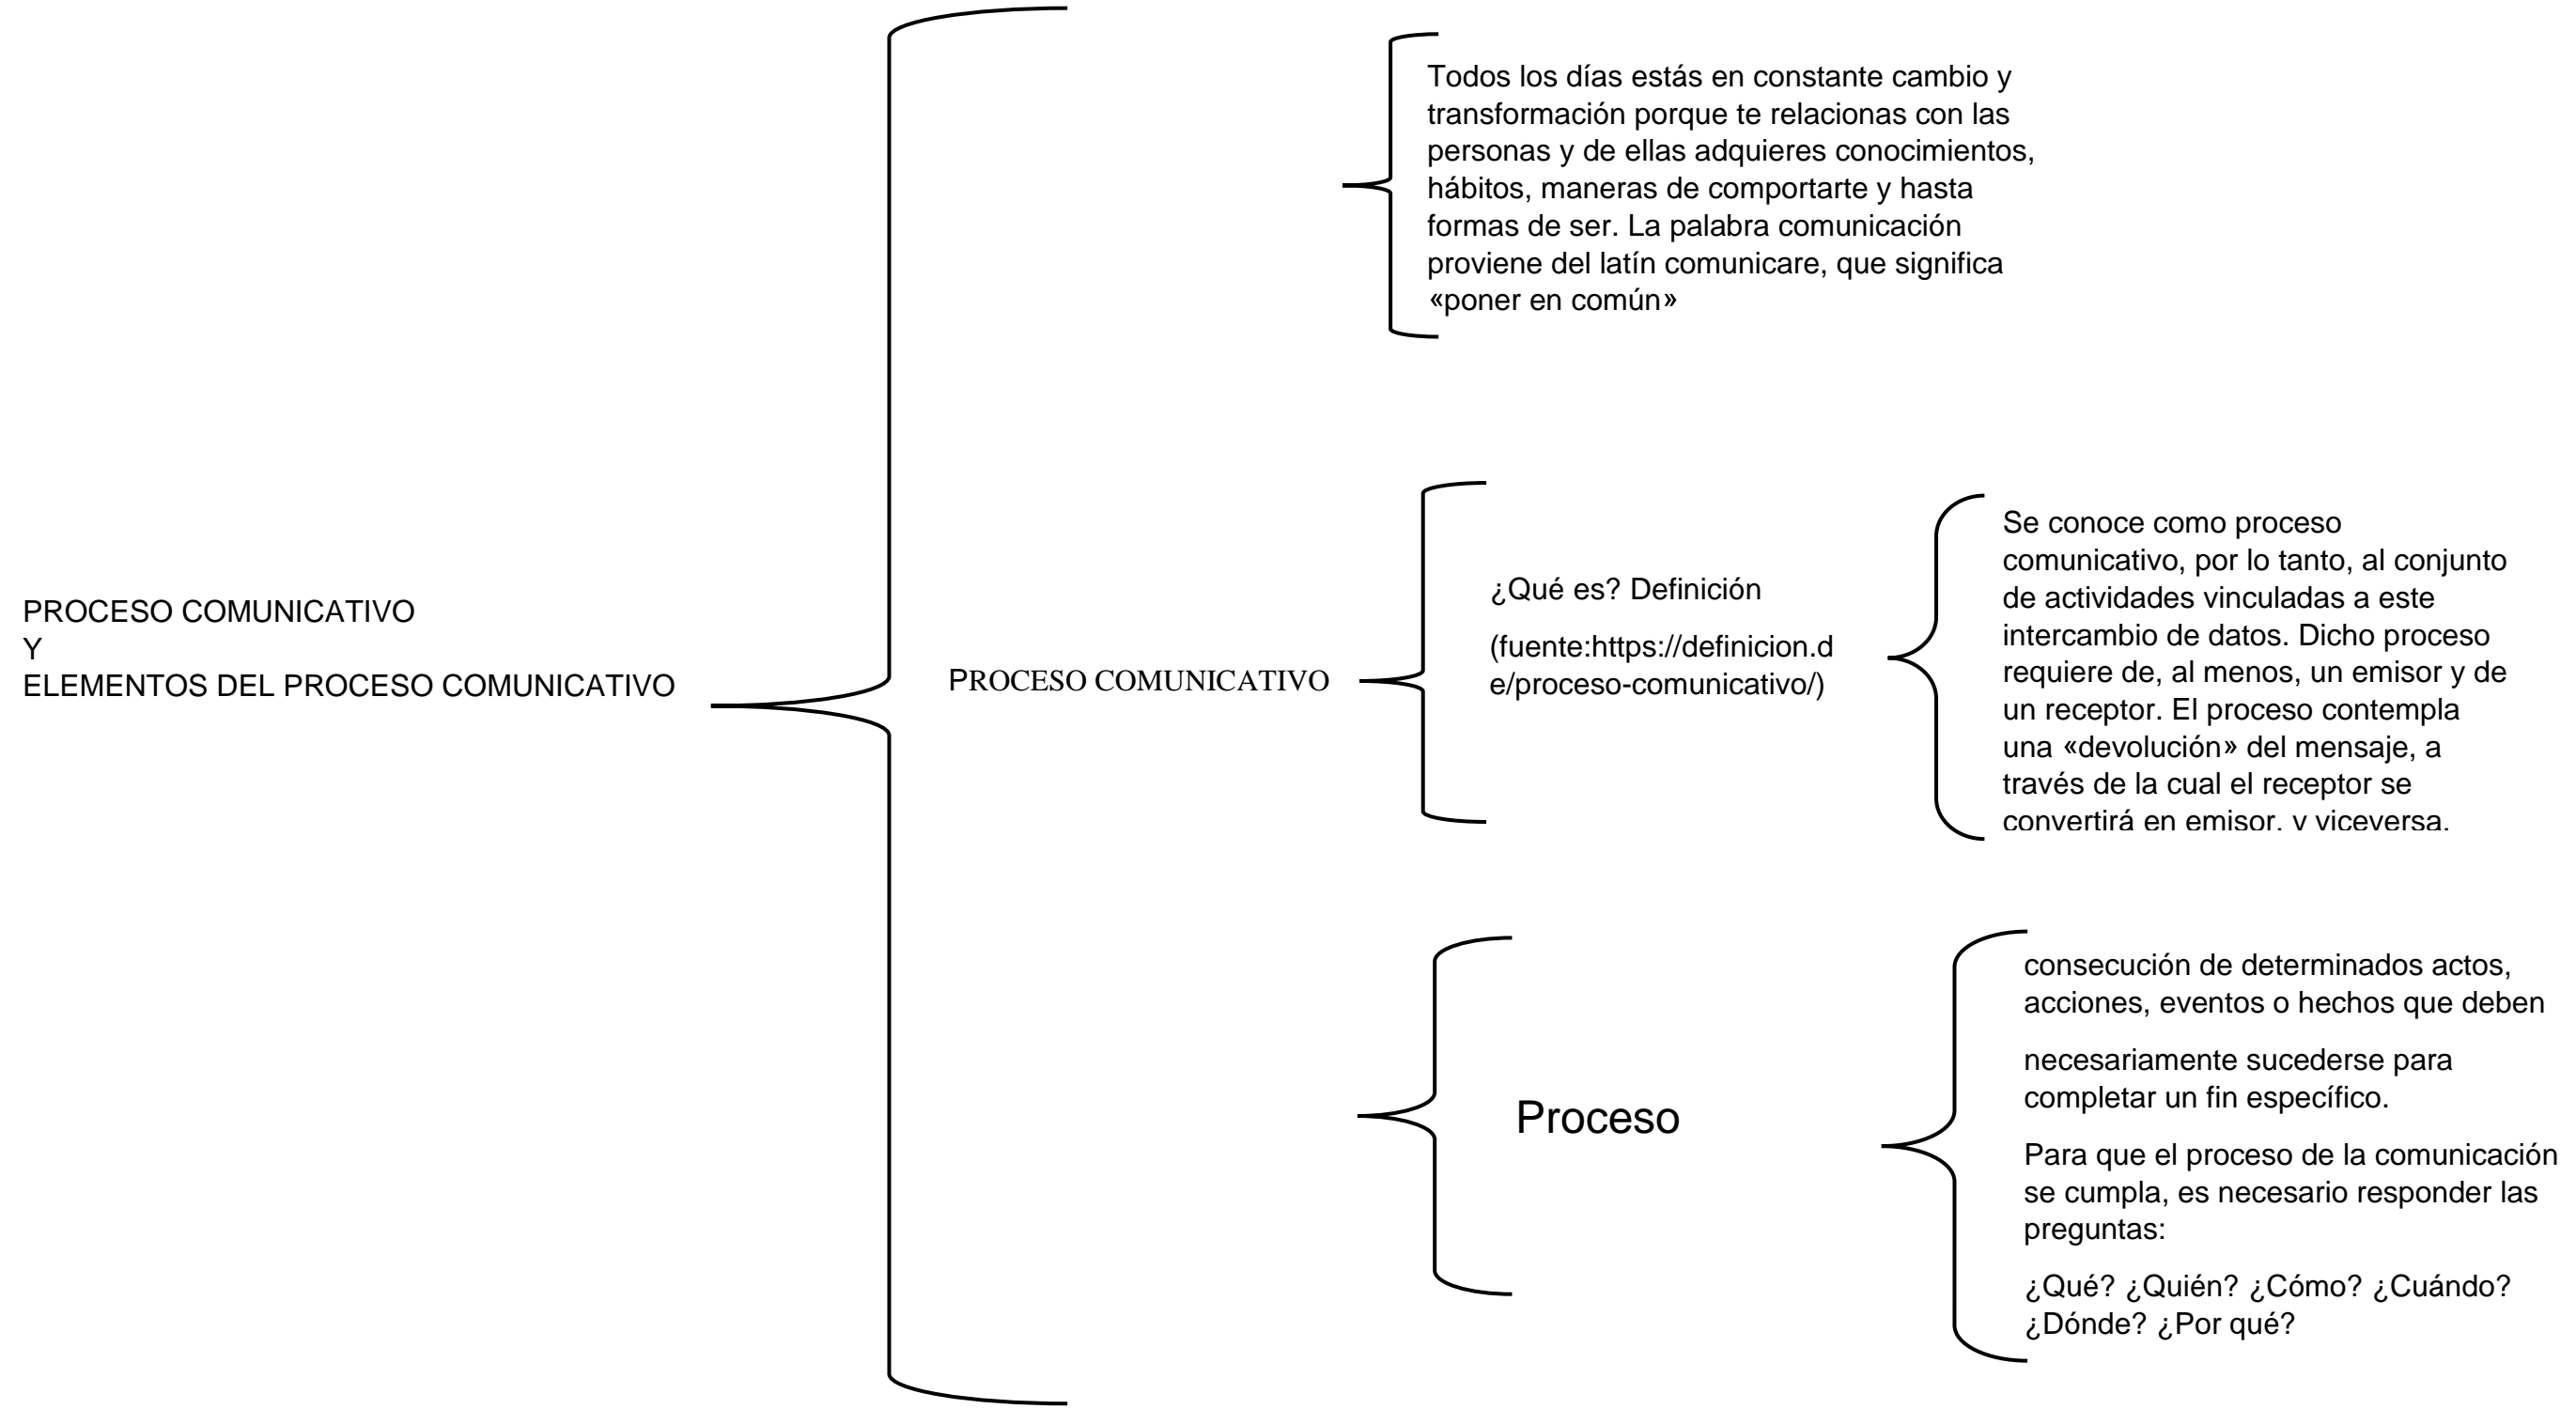 PROCESO COMUNICATIVO
Y
ELEMENTOS DEL PROCESO COMUNICATIVO
Todos los días estás en constante cambio y
transformación porque te relacionas con las
personas y de ellas adquieres conocimientos,
hábitos, maneras de comportarte y hasta
formas de ser. La palabra comunicación
proviene del latín comunicare, que significa
«poner en común»
PROCESO COMUNICATIVO
¿Qué es? Definición
(fuente:https://definicion.d
e/proceso-comunicativo/)
Se conoce como proceso
comunicativo, por lo tanto, al conjunto
de actividades vinculadas a este
intercambio de datos. Dicho proceso
requiere de, al menos, un emisor y de
un receptor. El proceso contempla
una «devolución» del mensaje, a
través de la cual el receptor se
convertirá en emisor, y viceversa.
Proceso
consecución de determinados actos,
acciones, eventos o hechos que deben
necesariamente sucederse para
completar un fin específico.
Para que el proceso de la comunicación
se cumpla, es necesario responder las
preguntas:
¿Qué? ¿Quién? ¿Cómo? ¿Cuándo?
¿Dónde? ¿Por qué?